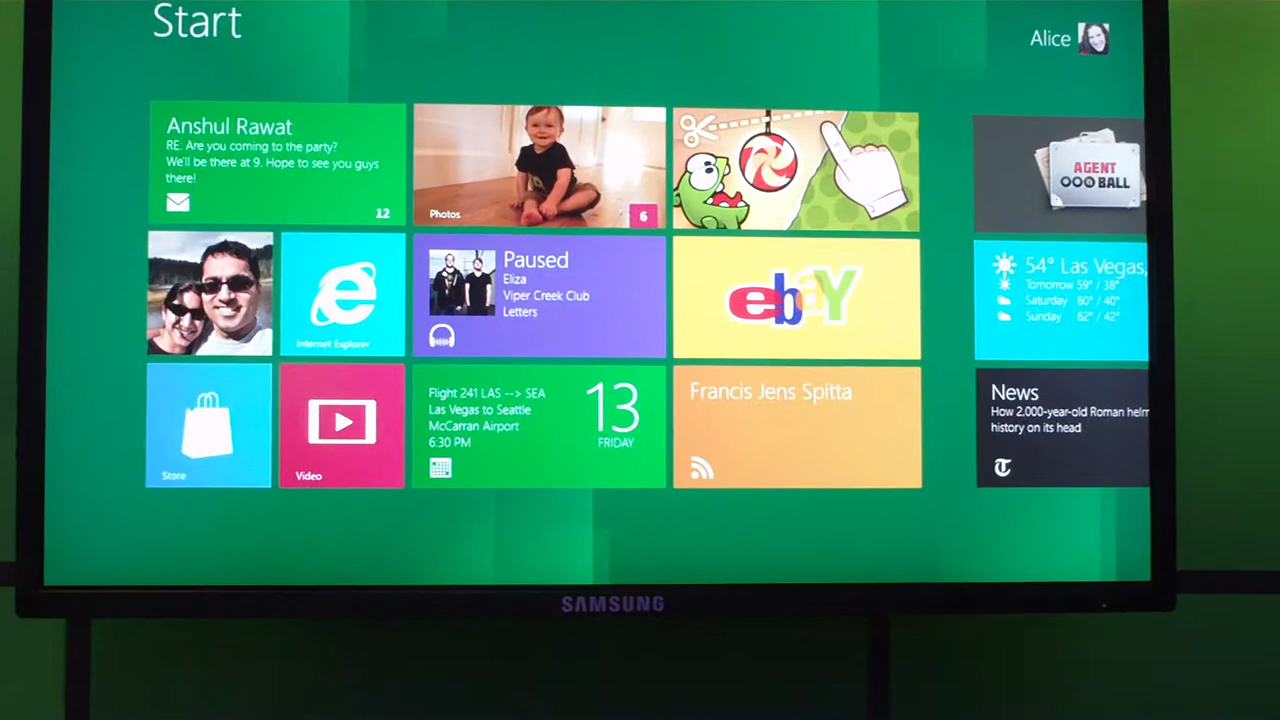 Start
Alice
Anshul Rawat
RE. Are you coming to the party?
We'll be there at 9. Hope to see you guys
there!
12
Photos
6
AGENT
BALL
Internet Explorer
Paused
Eliza
Viper Creek Club
Letters
ebaY
54° Las Vegas,
Tomorrow 59° / 38°
Saturday 60° / 40°
Sunday 62° / 42°
Store
Video
Flight 241 LAS --> SEA
Las Vegas to Seattle
McCarran Airport
6:30 PM
13
FRIDAY
Francis Jens Spitta
News
How 2,000-year-old Roman helm
history on its head
SAMSUNG